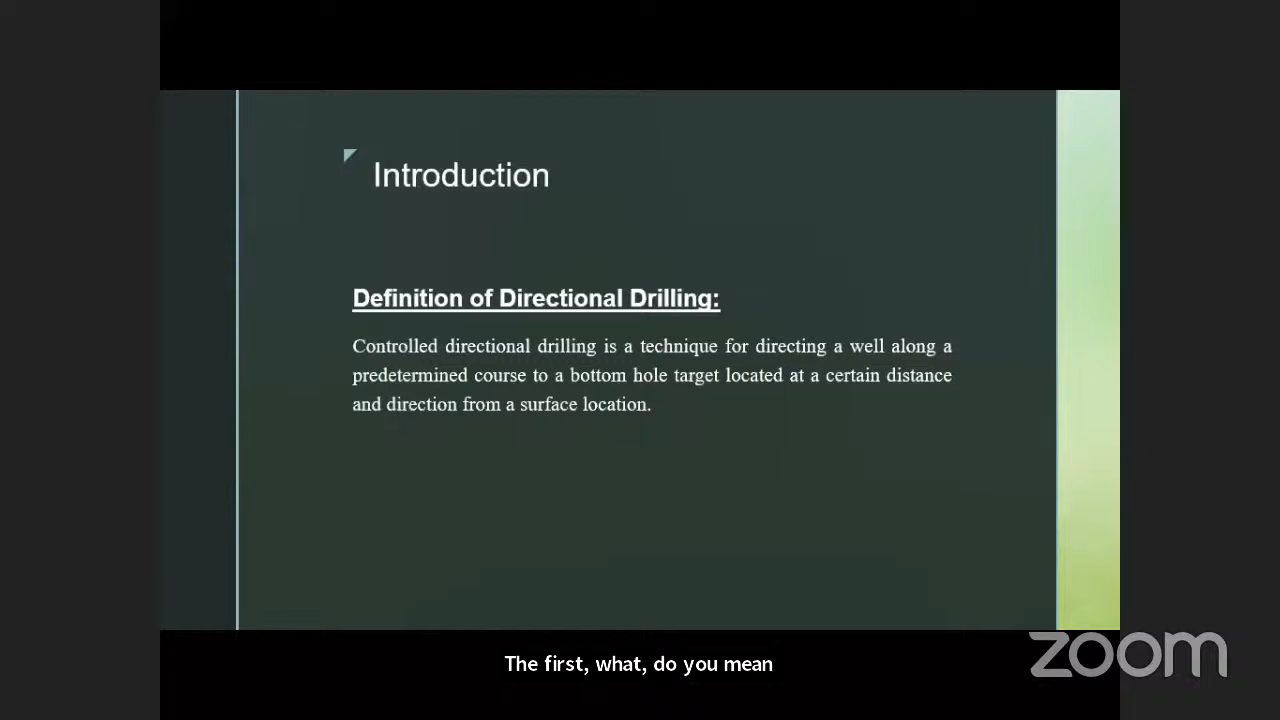 Introduction
Definition of Directional Drilling:
Controlled directional drilling is a technique for directing a well along a
predetermined course to a bottom hole target located at a certain distance
and direction from a surface location.
zoom
The first, what, do you mean